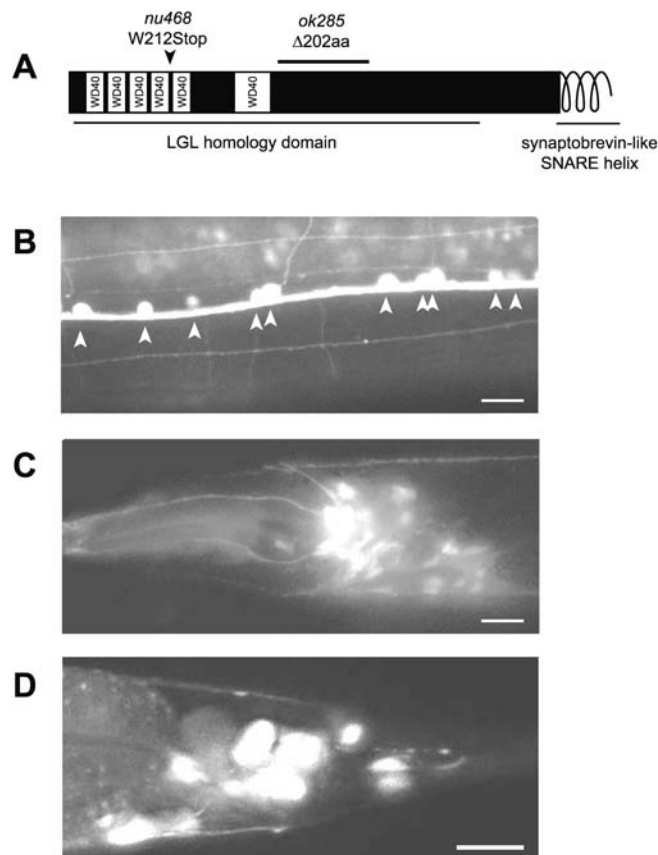 nu468
W212Stop
ok285
Δ202aa
A
WD40
WD40
WD40
WD40
WD40
WD40
LGL homology domain
synaptobrevin-like
SNARE helix
B
C
D